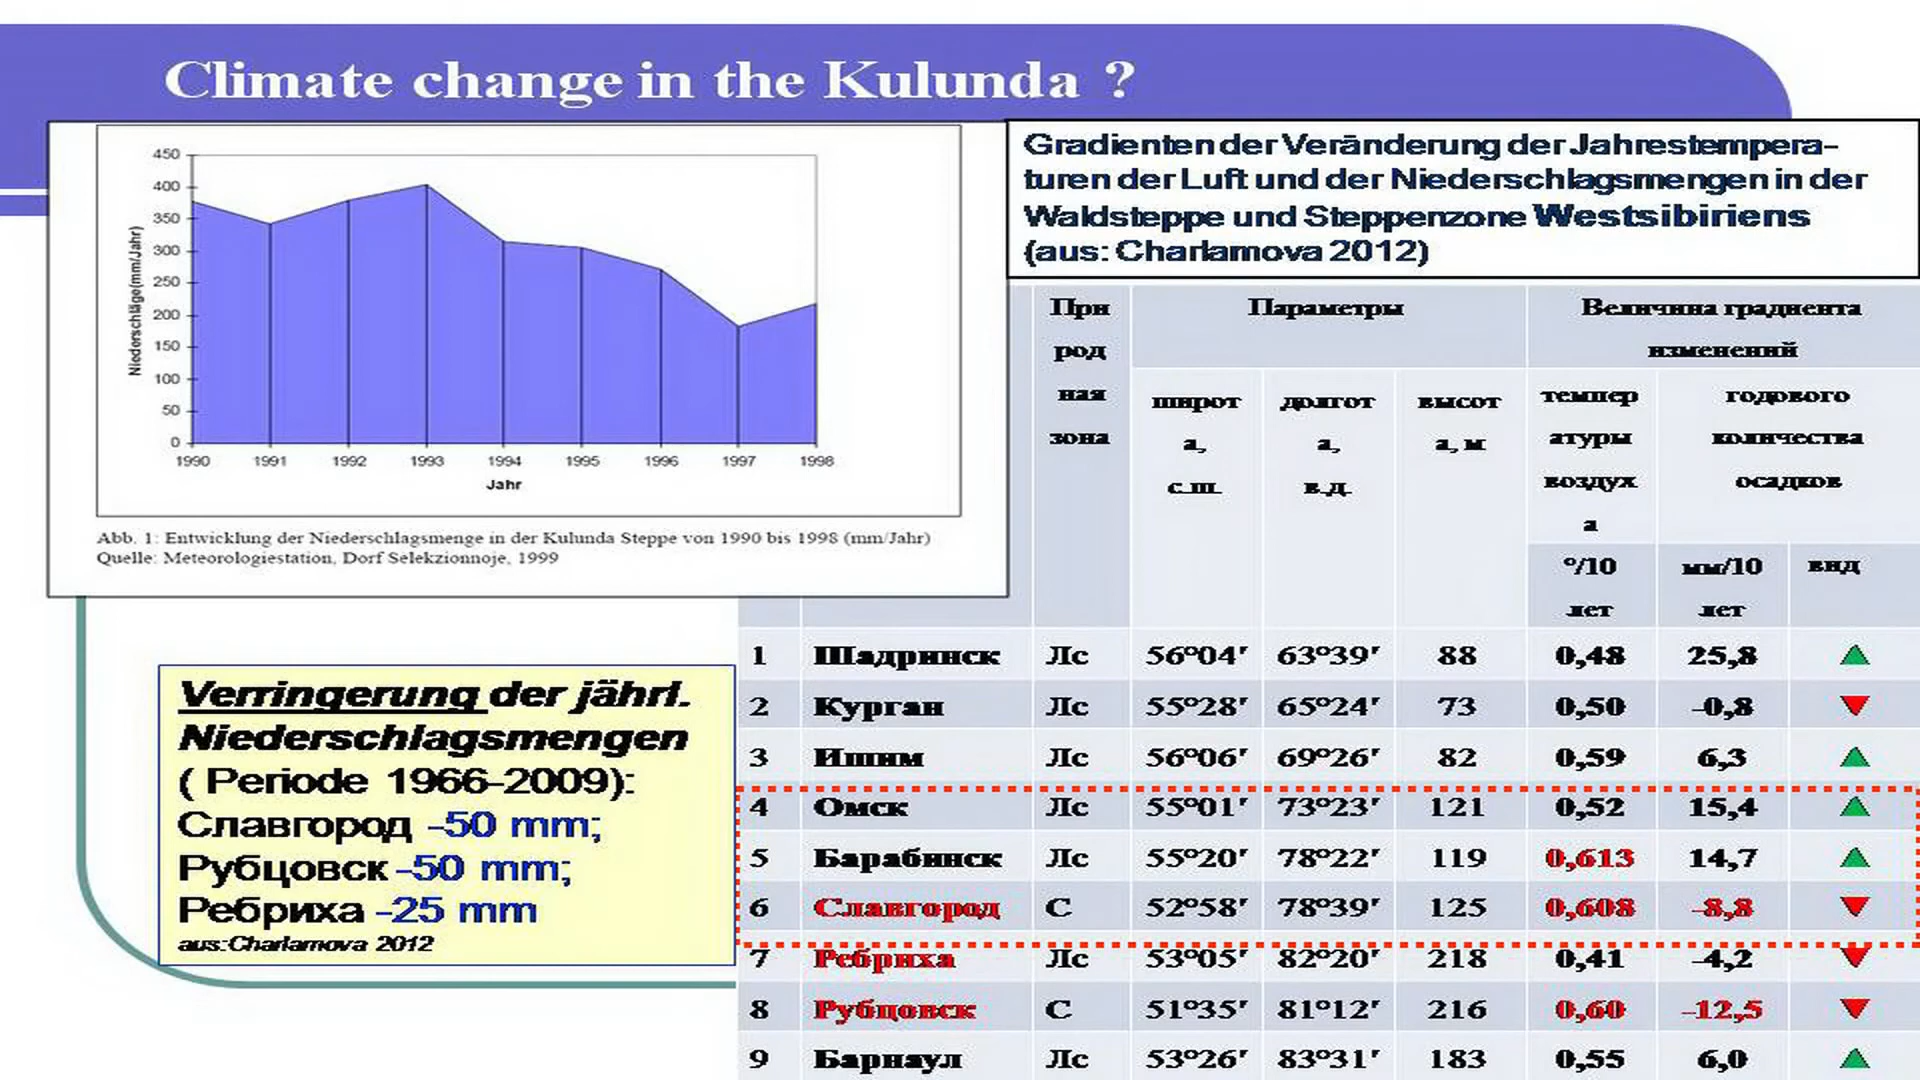 Climate change in the Kulunda ?
450
400
350
300
250
200
150
100
50
0
Niederschläge(mm/Jahr)
1990 1991 1992 1993 1994 1995 1996 1997 1998
Jahr
Abb. 1: Entwicklung der Niederschlagsmenge in der Kulunda Steppe von 1990 bis 1998 (mm/Jahr)
Quelle: Meteorologiestation, Dorf Selekzionnoje, 1999
Gradienten der Veränderung der Jahrestempera-
turen der Luft und der Niederschlagsmengen in der
Waldsteppe und Steppenzone Westsibiriens
(aus: Charlamova 2012)
При
род
ная
зона
Параметры
Величина градиента
изменений
широт
а,
с.ш.
долгот
а,
в.д.
высот
а, м
темпер
атуры
воздух
а
годового
количества
осадков
°/10
лет
мм/10
лет
вид
1 Шадринск Лс 56°04′ 63°39′ 88 0,48 25,8 ▲
2 Курган Лс 55°28′ 65°24′ 73 0,50 -0,8 ▼
3 Ишим Лс 56°06′ 69°26′ 82 0,59 6,3 ▲
4 Омск Лс 55°01′ 73°23′ 121 0,52 15,4 ▲
5 Барабинск Лс 55°20′ 78°22′ 119 0,613 14,7 ▲
6 Славгород С 52°58′ 78°39′ 125 0,608 -8,8 ▼
7 Ребриха Лс 53°05′ 82°20′ 218 0,41 -4,2 ▼
8 Рубцовск С 51°35′ 81°12′ 216 0,60 -12,5 ▼
9 Барнаул Лс 53°26′ 83°31′ 183 0,55 6,0 ▲
Verringerung der jährl.
Niederschlagsmengen
( Periode 1966-2009):
Славгород -50 mm;
Рубцовск -50 mm;
Ребриха -25 mm
aus:Charlamova 2012